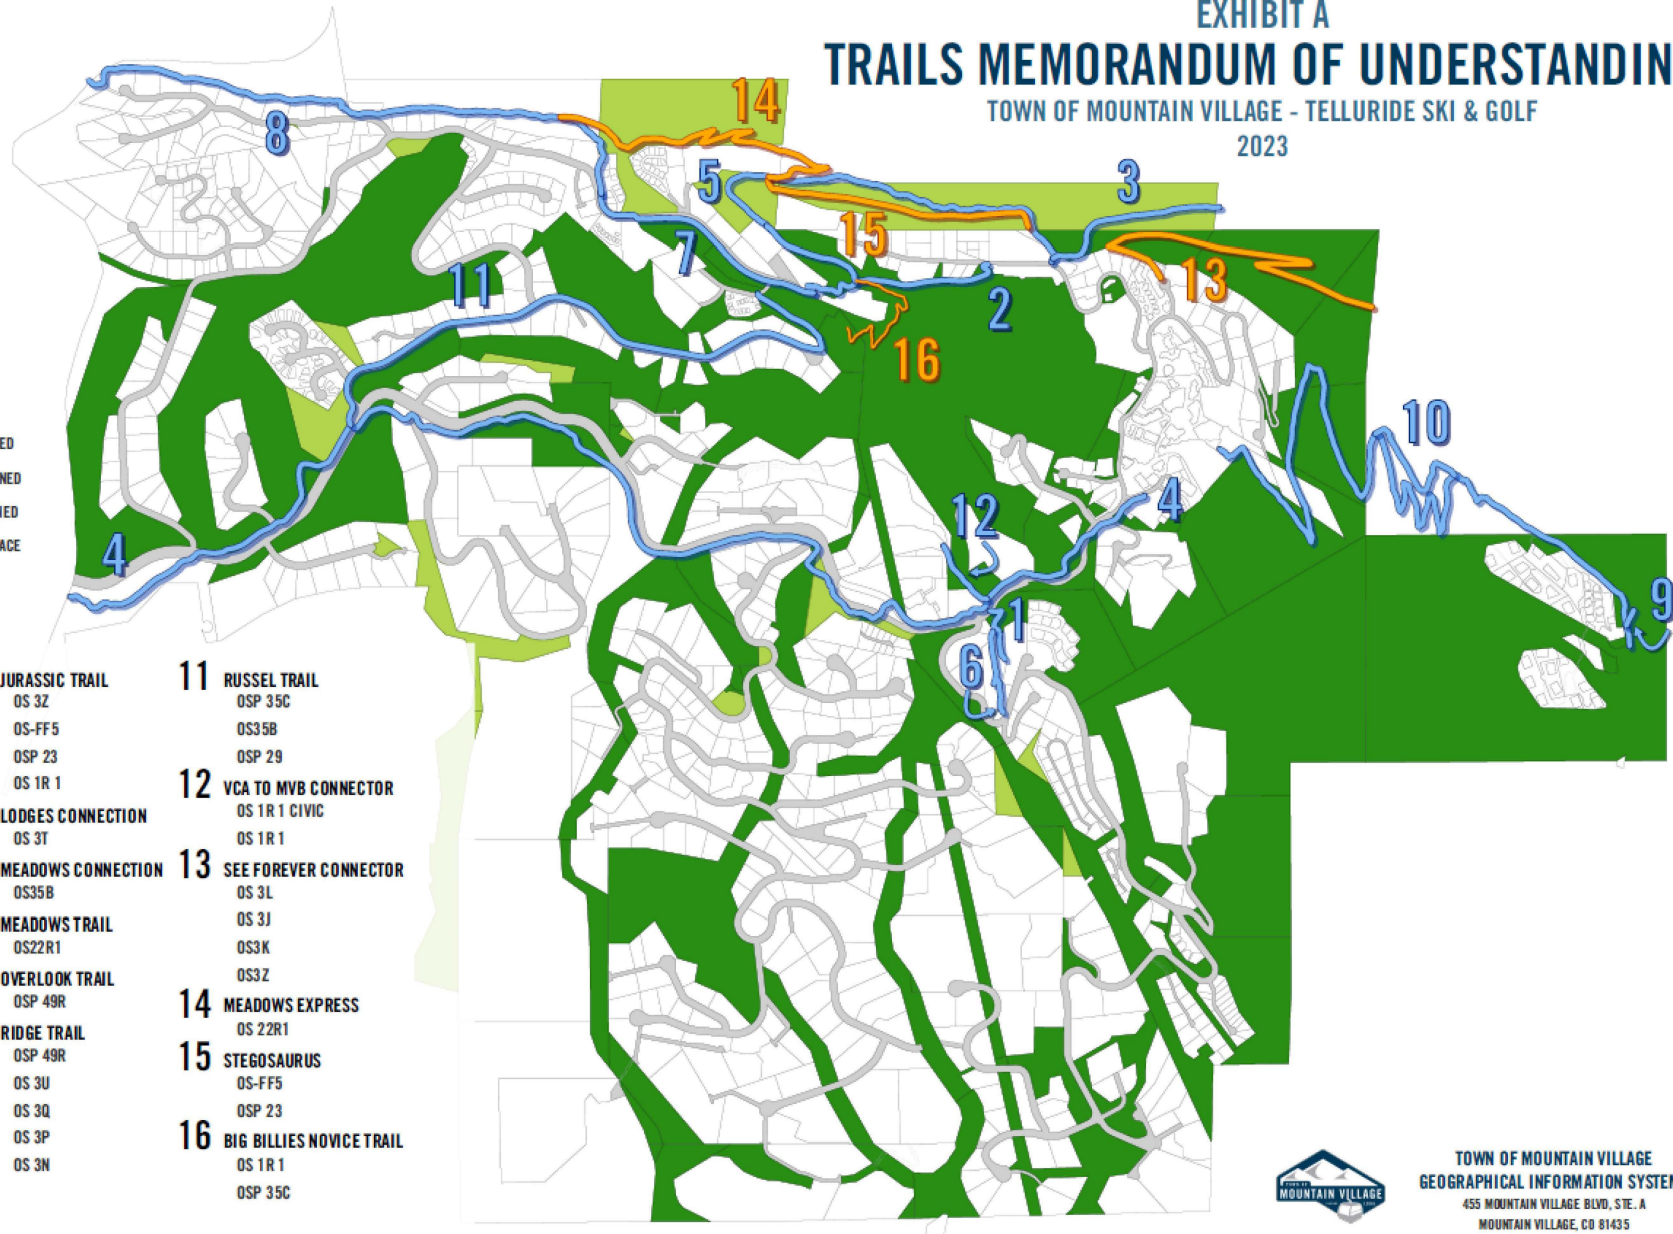 EXHIBIT A
TRAILS MEMORANDUM OF UNDERSTANDIN
TOWN OF MOUNTAIN VILLAGE - TELLURIDE SKI & GOLF
2023
14
8
5
3
15
7
13
11
2
16
10
ED
NED
IED
ACE
12
4
4
9
1
6
JURASSIC TRAIL
OS 3Z
OS-FF5
OSP 23
OS 1R 1
LODGES CONNECTION
OS 3T
MEADOWS CONNECTION
OS35B
MEADOWS TRAIL
OS22R1
OVERLOOK TRAIL
OSP 49R
RIDGE TRAIL
OSP 49R
OS 3U
OS 3Q
OS 3P
OS 3N
11 RUSSEL TRAIL
OSP 35C
OS35B
OSP 29
12 VCA TO MVB CONNECTOR
OS 1R 1 CIVIC
OS 1R 1
13 SEE FOREVER CONNECTOR
OS 3L
OS 3J
OS3K
OS3Z
14 MEADOWS EXPRESS
OS 22R1
15 STEGOSAURUS
OS-FF5
OSP 23
16 BIG BILLIES NOVICE TRAIL
OS 1R 1
OSP 35C
MOUNTAIN VILLAGE
TOWN OF MOUNTAIN VILLAGE
GEOGRAPHICAL INFORMATION SYSTEM
455 MOUNTAIN VILLAGE BLVD, STE. A
MOUNTAIN VILLAGE, CO 81435